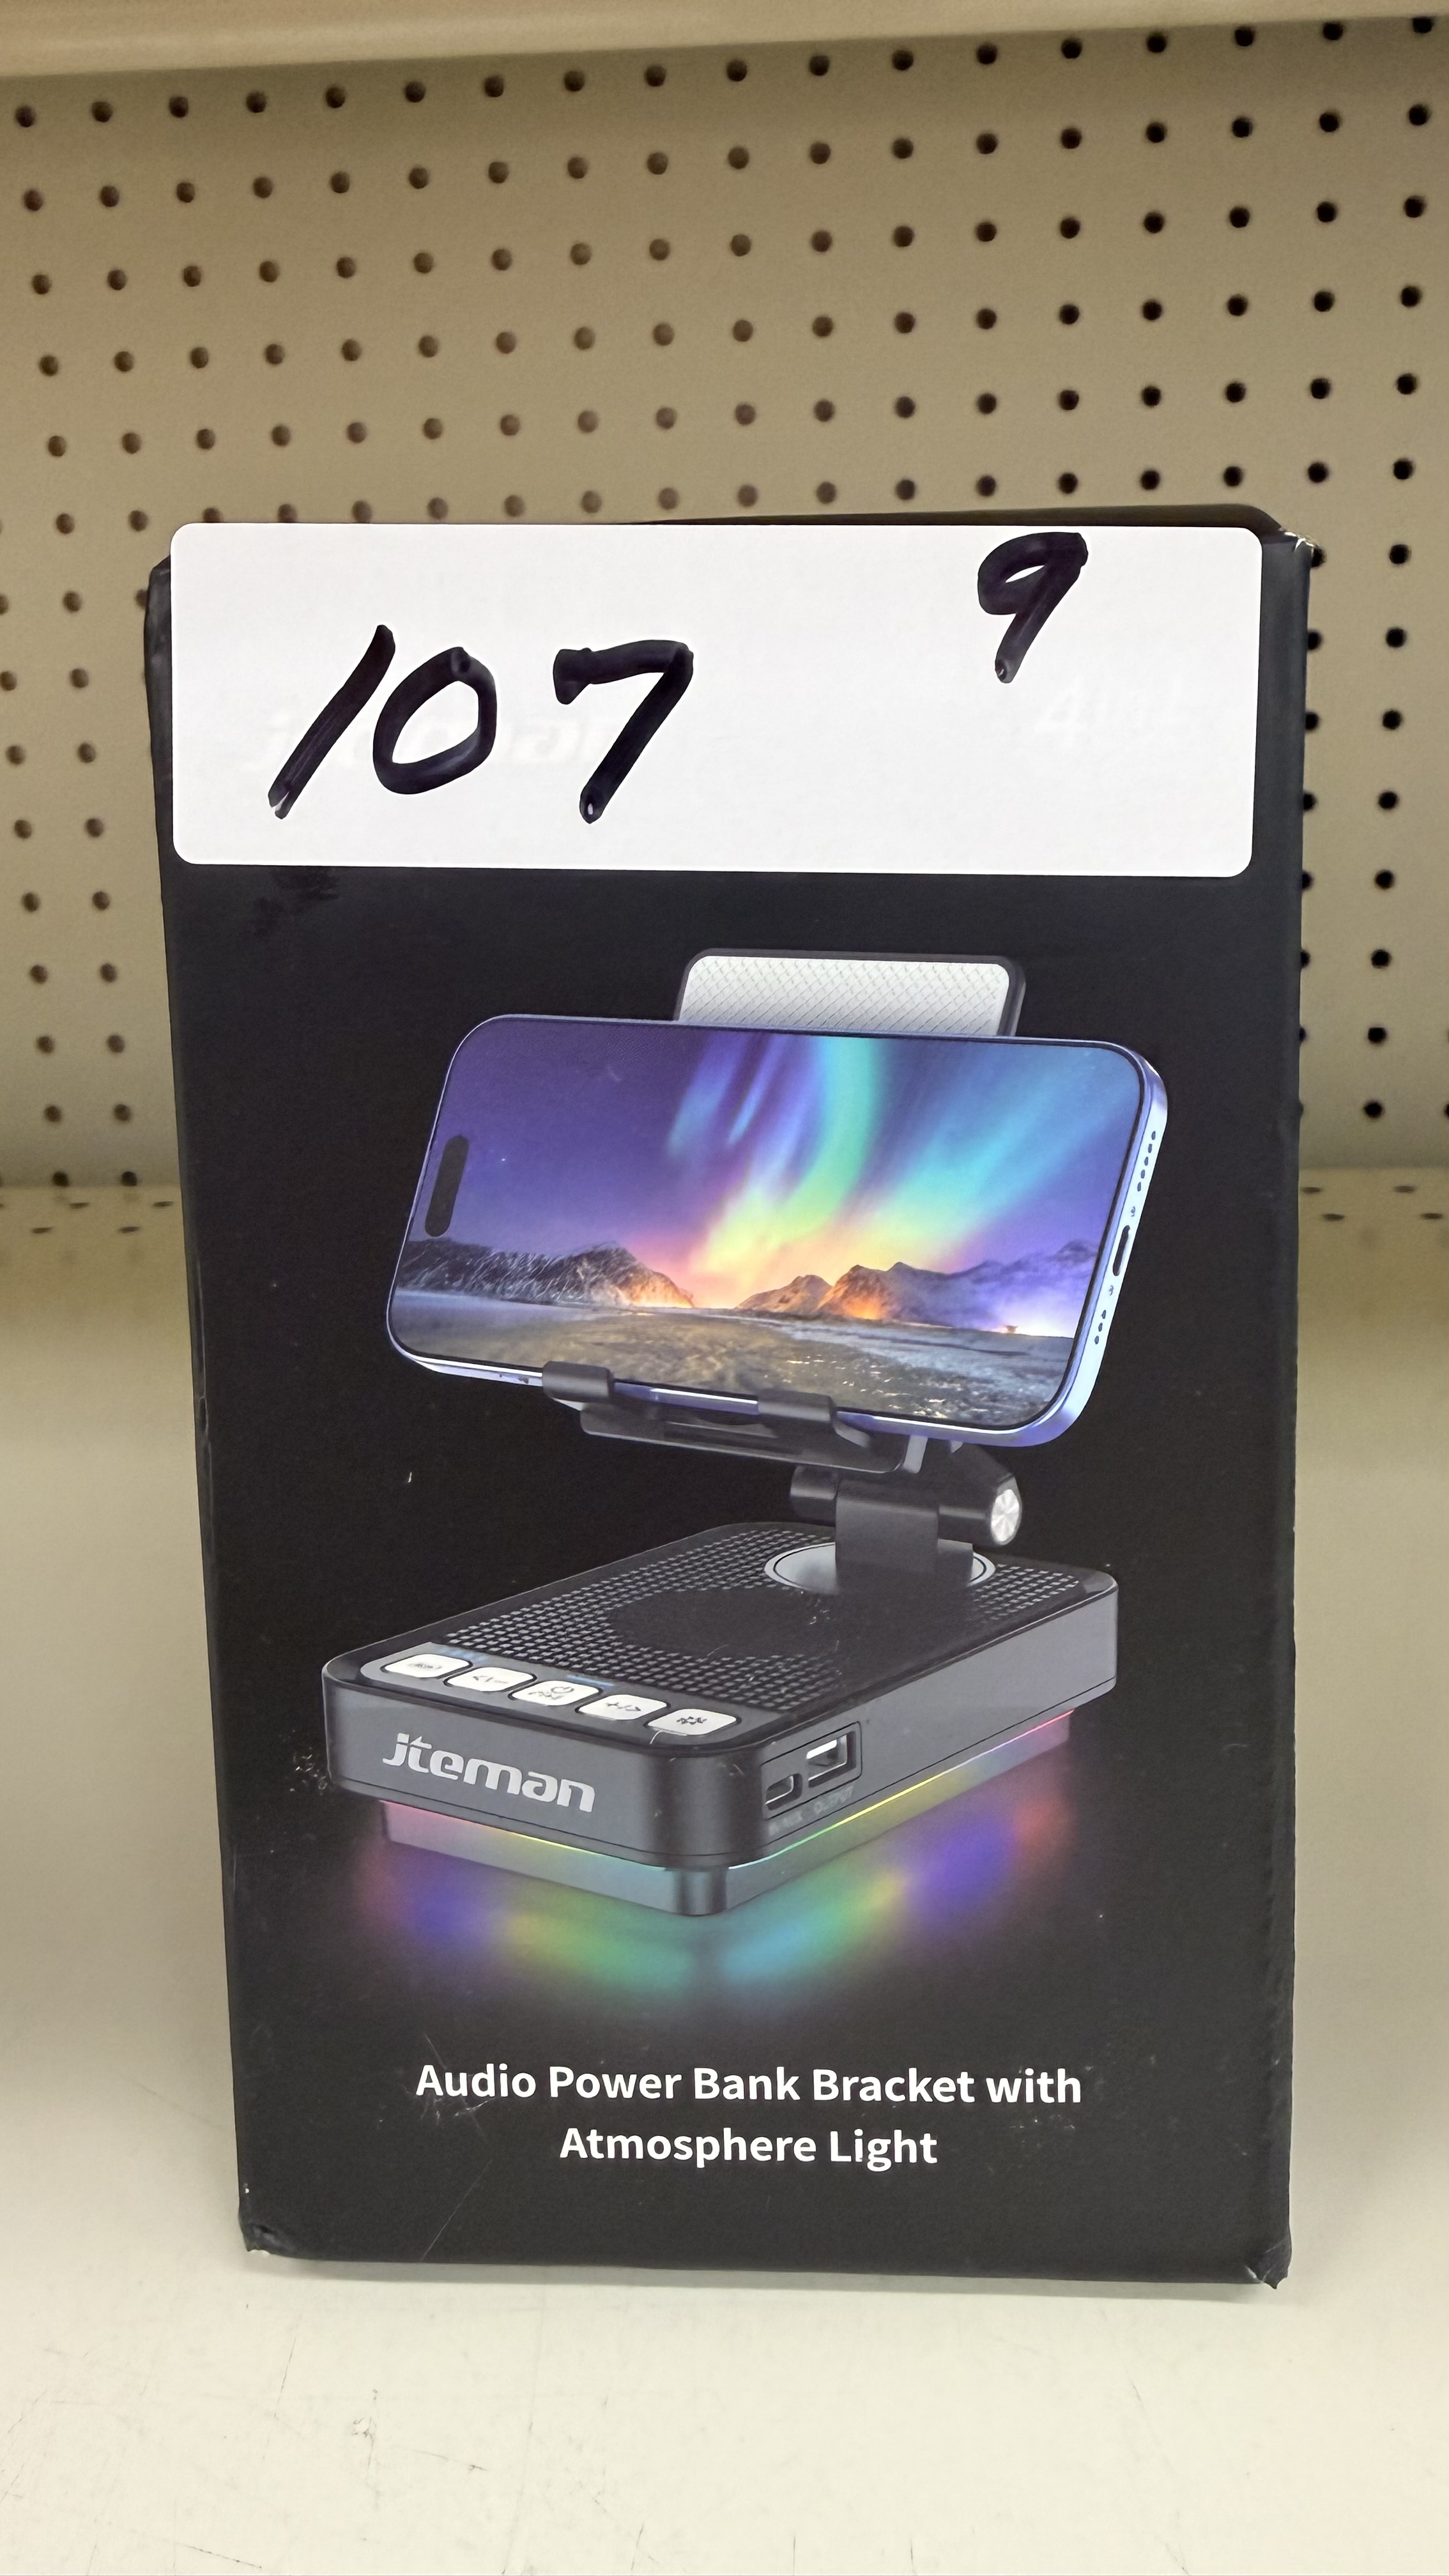 107 9
jteman
Audio Power Bank Bracket with
Atmosphere Light